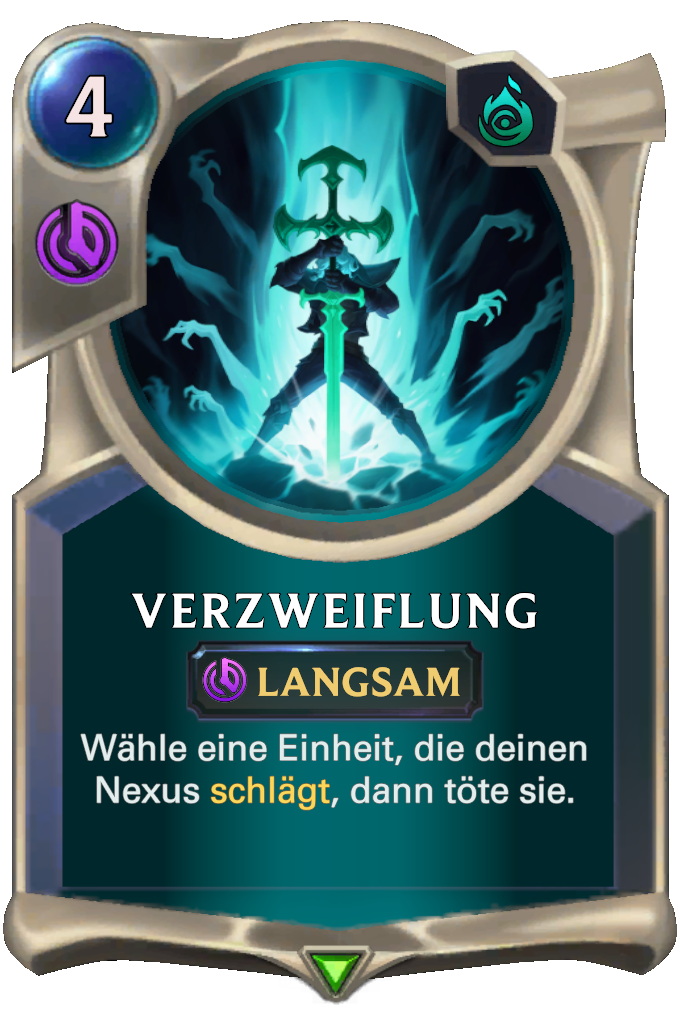 4
VERZWEIFLUNG
LANGSAM
Wähle eine Einheit, die deinen
Nexus schlägt, dann töte sie.